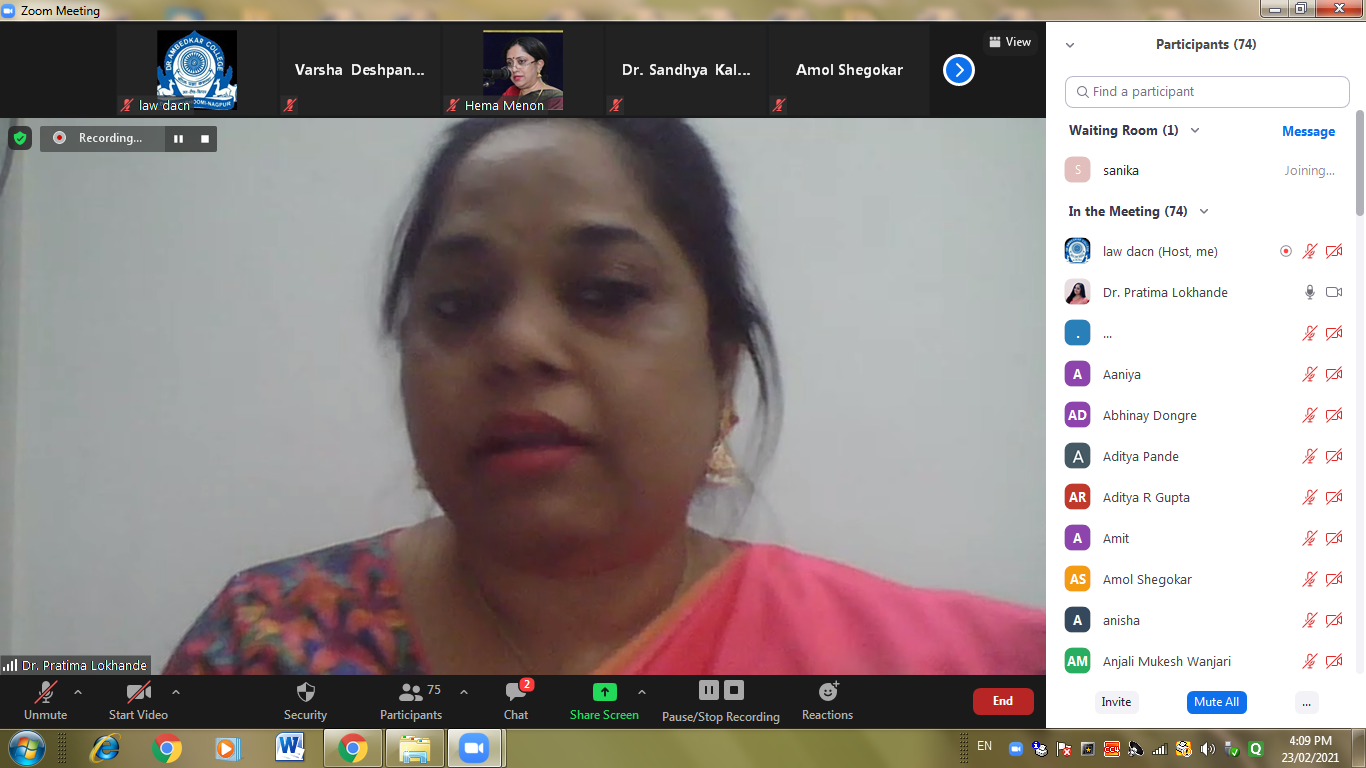 Zoom Meeting
law dacn
Varsha Deshpan...
Hema Menon
Dr. Sandhya Kal...
Amol Shegokar
View
Recording...
Dr. Pratima Lokhande
Unmute
Start Video
Security
75
Participants
2
Chat
Share Screen
Pause/Stop Recording
Reactions
End
Participants (74)
Find a participant
Waiting Room (1)
Message
S sanika Joining...
In the Meeting (74)
law dacn (Host, me)
Dr. Pratima Lokhande
. ...
A Aaniya
AD Abhinay Dongre
A Aditya Pande
AR Aditya R Gupta
A Amit
AS Amol Shegokar
A anisha
AM Anjali Mukesh Wanjari
Invite
Mute All
...
EN
4:09 PM
23/02/2021